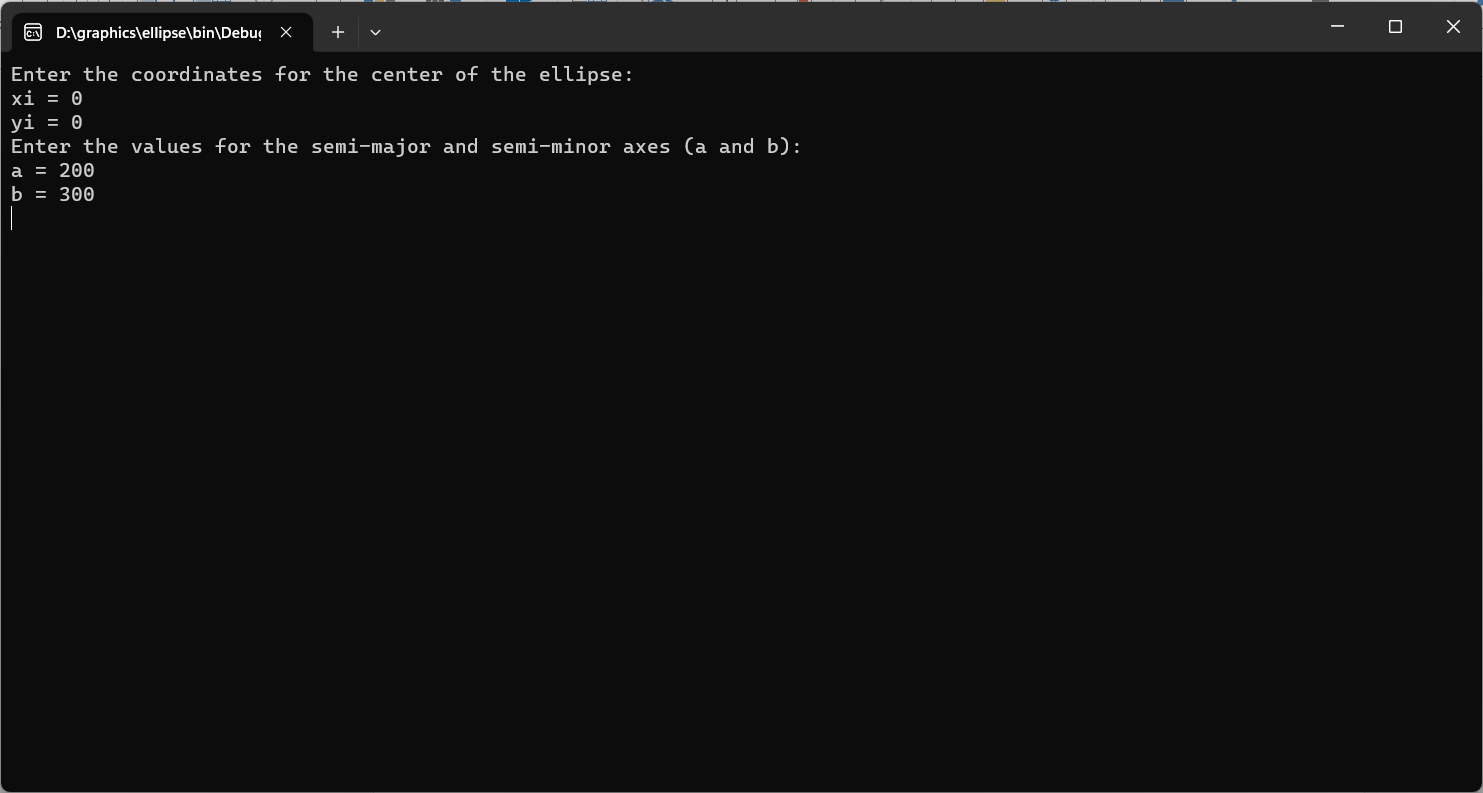 D:\graphics\ellipse\bin\Debug
Enter the coordinates for the center of the ellipse:
xi = 0
yi = 0
Enter the values for the semi-major and semi-minor axes (a and b):
a = 200
b = 300